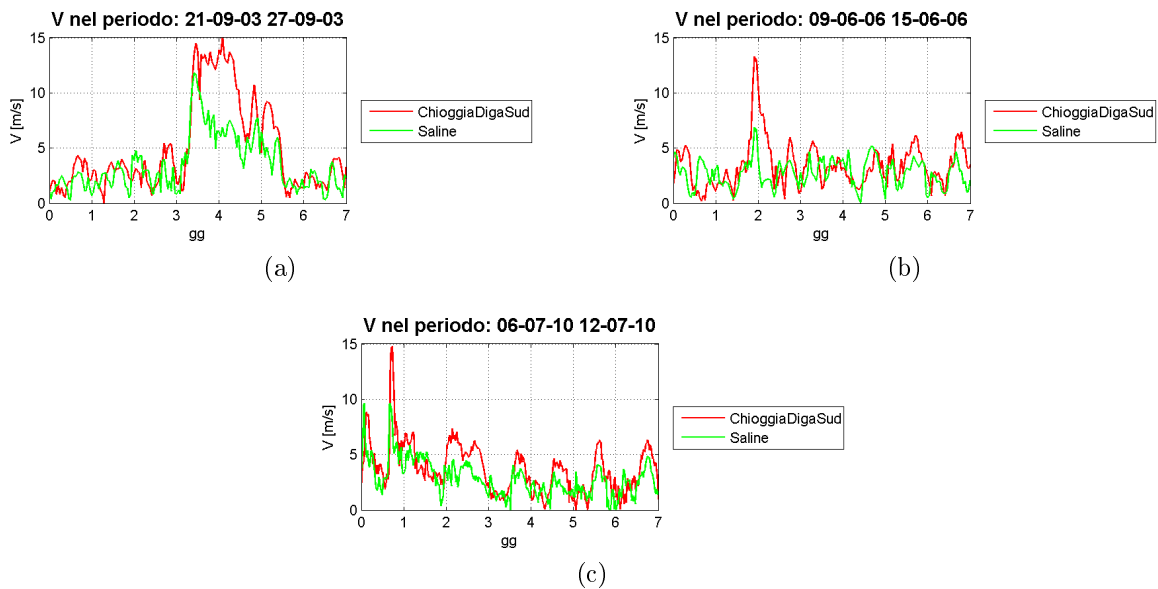 V nel periodo: 21-09-03 27-09-03
15
10
5
0
V [m/s]
0 1 2 3 4 5 6 7
gg
ChioggiaDigaSud
Saline
(a)
V nel periodo: 09-06-06 15-06-06
15
10
5
0
V [m/s]
0 1 2 3 4 5 6 7
gg
ChioggiaDigaSud
Saline
(b)
V nel periodo: 06-07-10 12-07-10
15
10
5
0
V [m/s]
0 1 2 3 4 5 6 7
gg
ChioggiaDigaSud
Saline
(c)